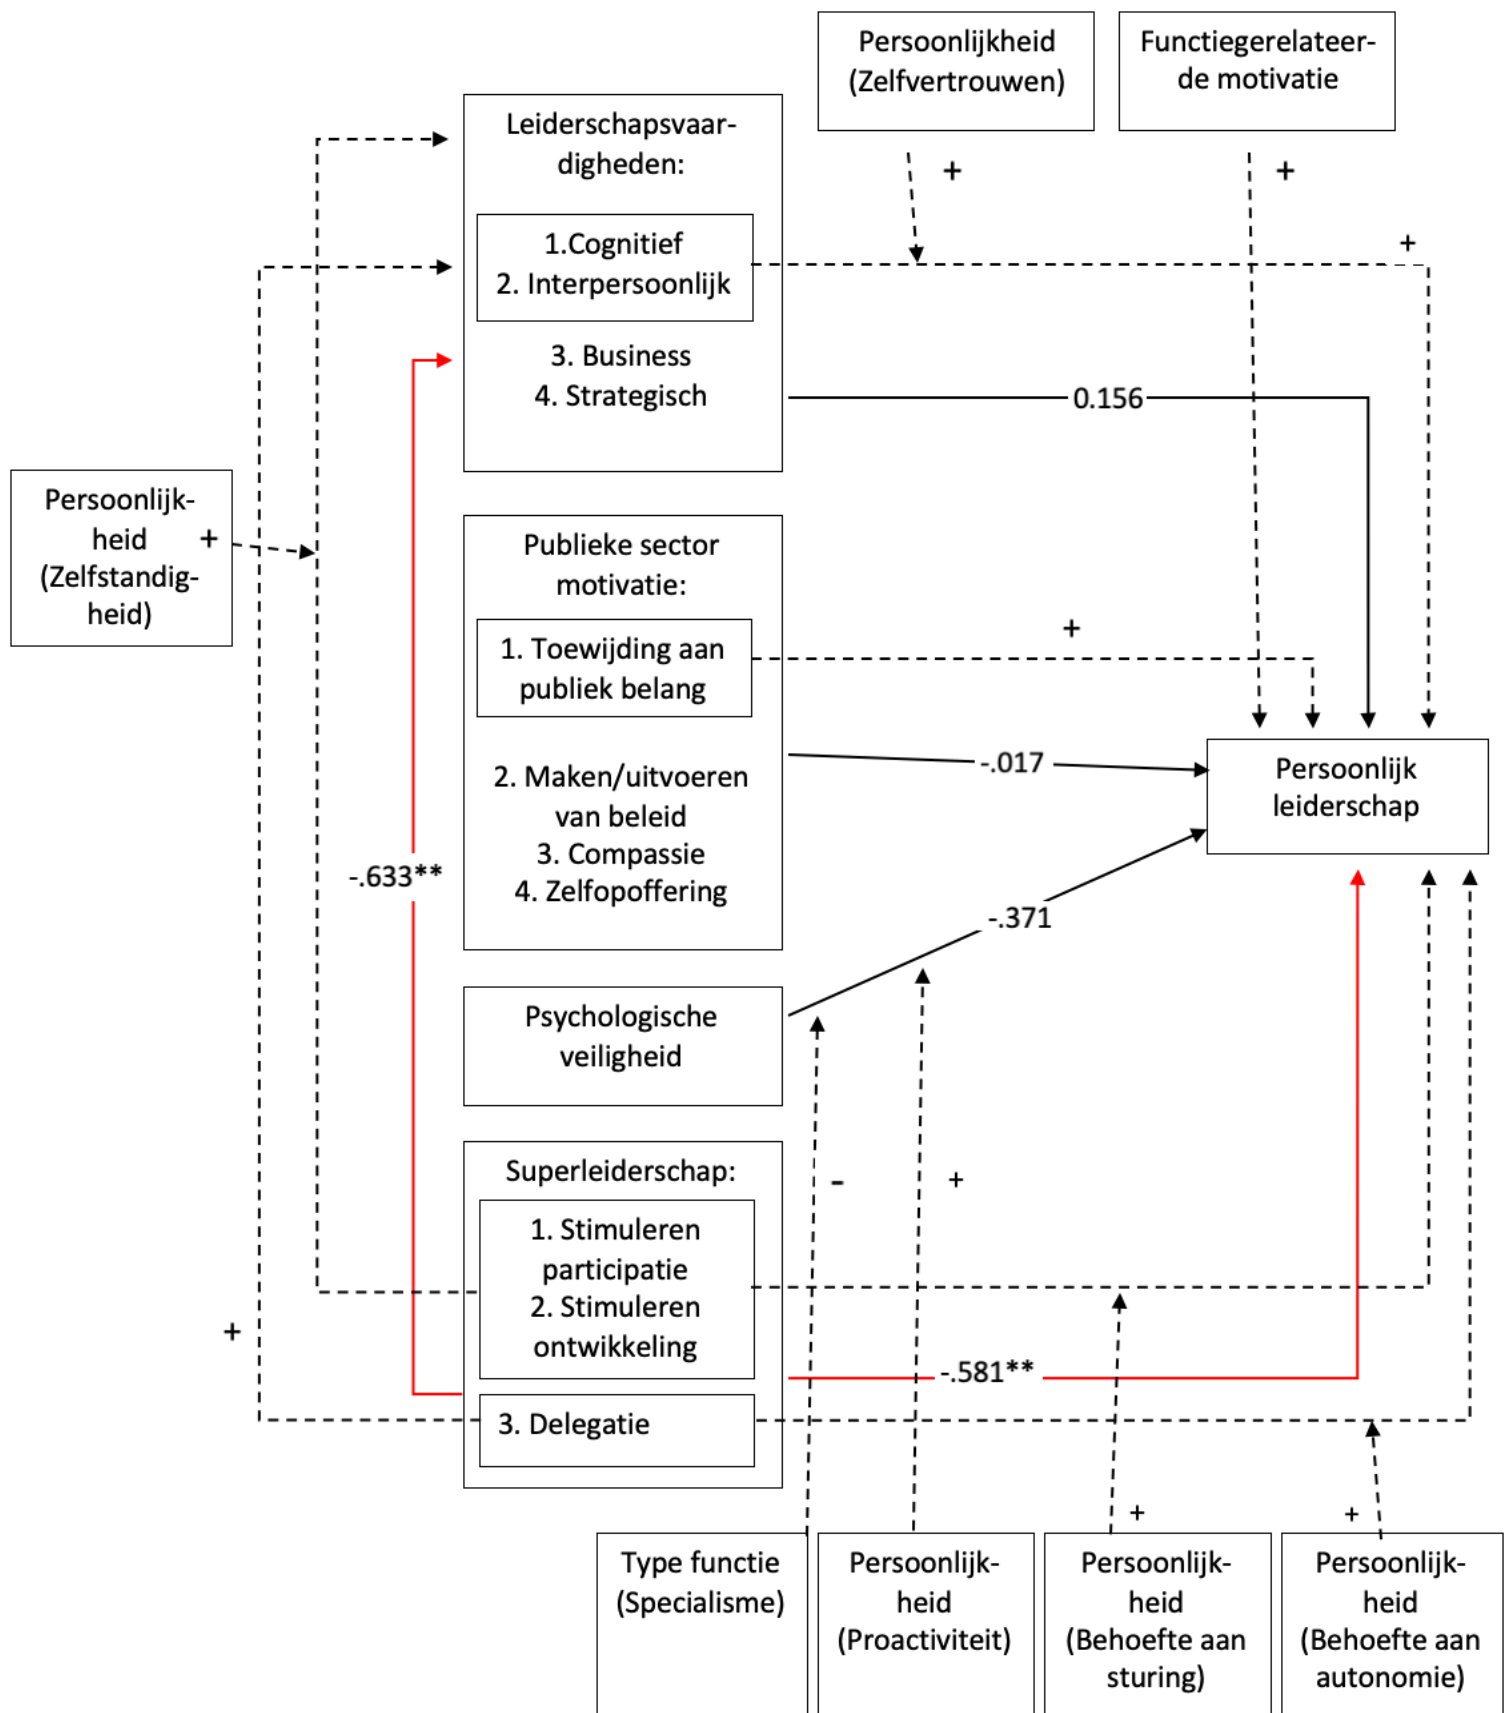 Persoonlijkheid
(Zelfvertrouwen)
Functiegerelateer-
de motivatie
+
+
+
Leiderschapsvaar-
digheden:
1.Cognitief
2. Interpersoonlijk
3. Business
4. Strategisch
0.156
Persoonlijk-
heid
+
(Zelfstandig-
heid)
Publieke sector
motivatie:
1. Toewijding aan
publiek belang
+
2. Maken/uitvoeren
van beleid
3. Compassie
4. Zelfopoffering
-.017
Persoonlijk
leiderschap
-.633**
-.371
Psychologische
veiligheid
Superleiderschap:
1. Stimuleren
participatie
2. Stimuleren
ontwikkeling
3. Delegatie
-
+
+
-.581**
+
+
Type functie
(Specialisme)
Persoonlijk-
heid
(Proactiviteit)
Persoonlijk-
heid
(Behoefte aan
sturing)
Persoonlijk-
heid
(Behoefte aan
autonomie)